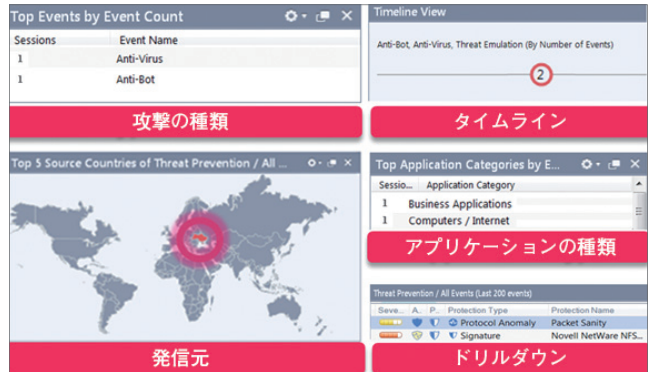 Top Events by Event Count
Sessions Event Name
1 Anti-Virus
1 Anti-Bot
攻撃の種類
Timeline View
Anti-Bot, Anti-Virus, Threat Emulation (By Number of Events)
2
タイムライン
Top 5 Source Countries of Threat Prevention / All ...
発信元
Top Application Categories by E...
Sessio... Application Category
1 Business Applications
1 Computers / Internet
アプリケーションの種類
Threat Prevention / All Events (Last 200 events)
Seve... A.. P.. Protection Type Protection Name
Protocol Anomaly Packet Sanity
Signature Novell NetWare NFS...
ドリルダウン